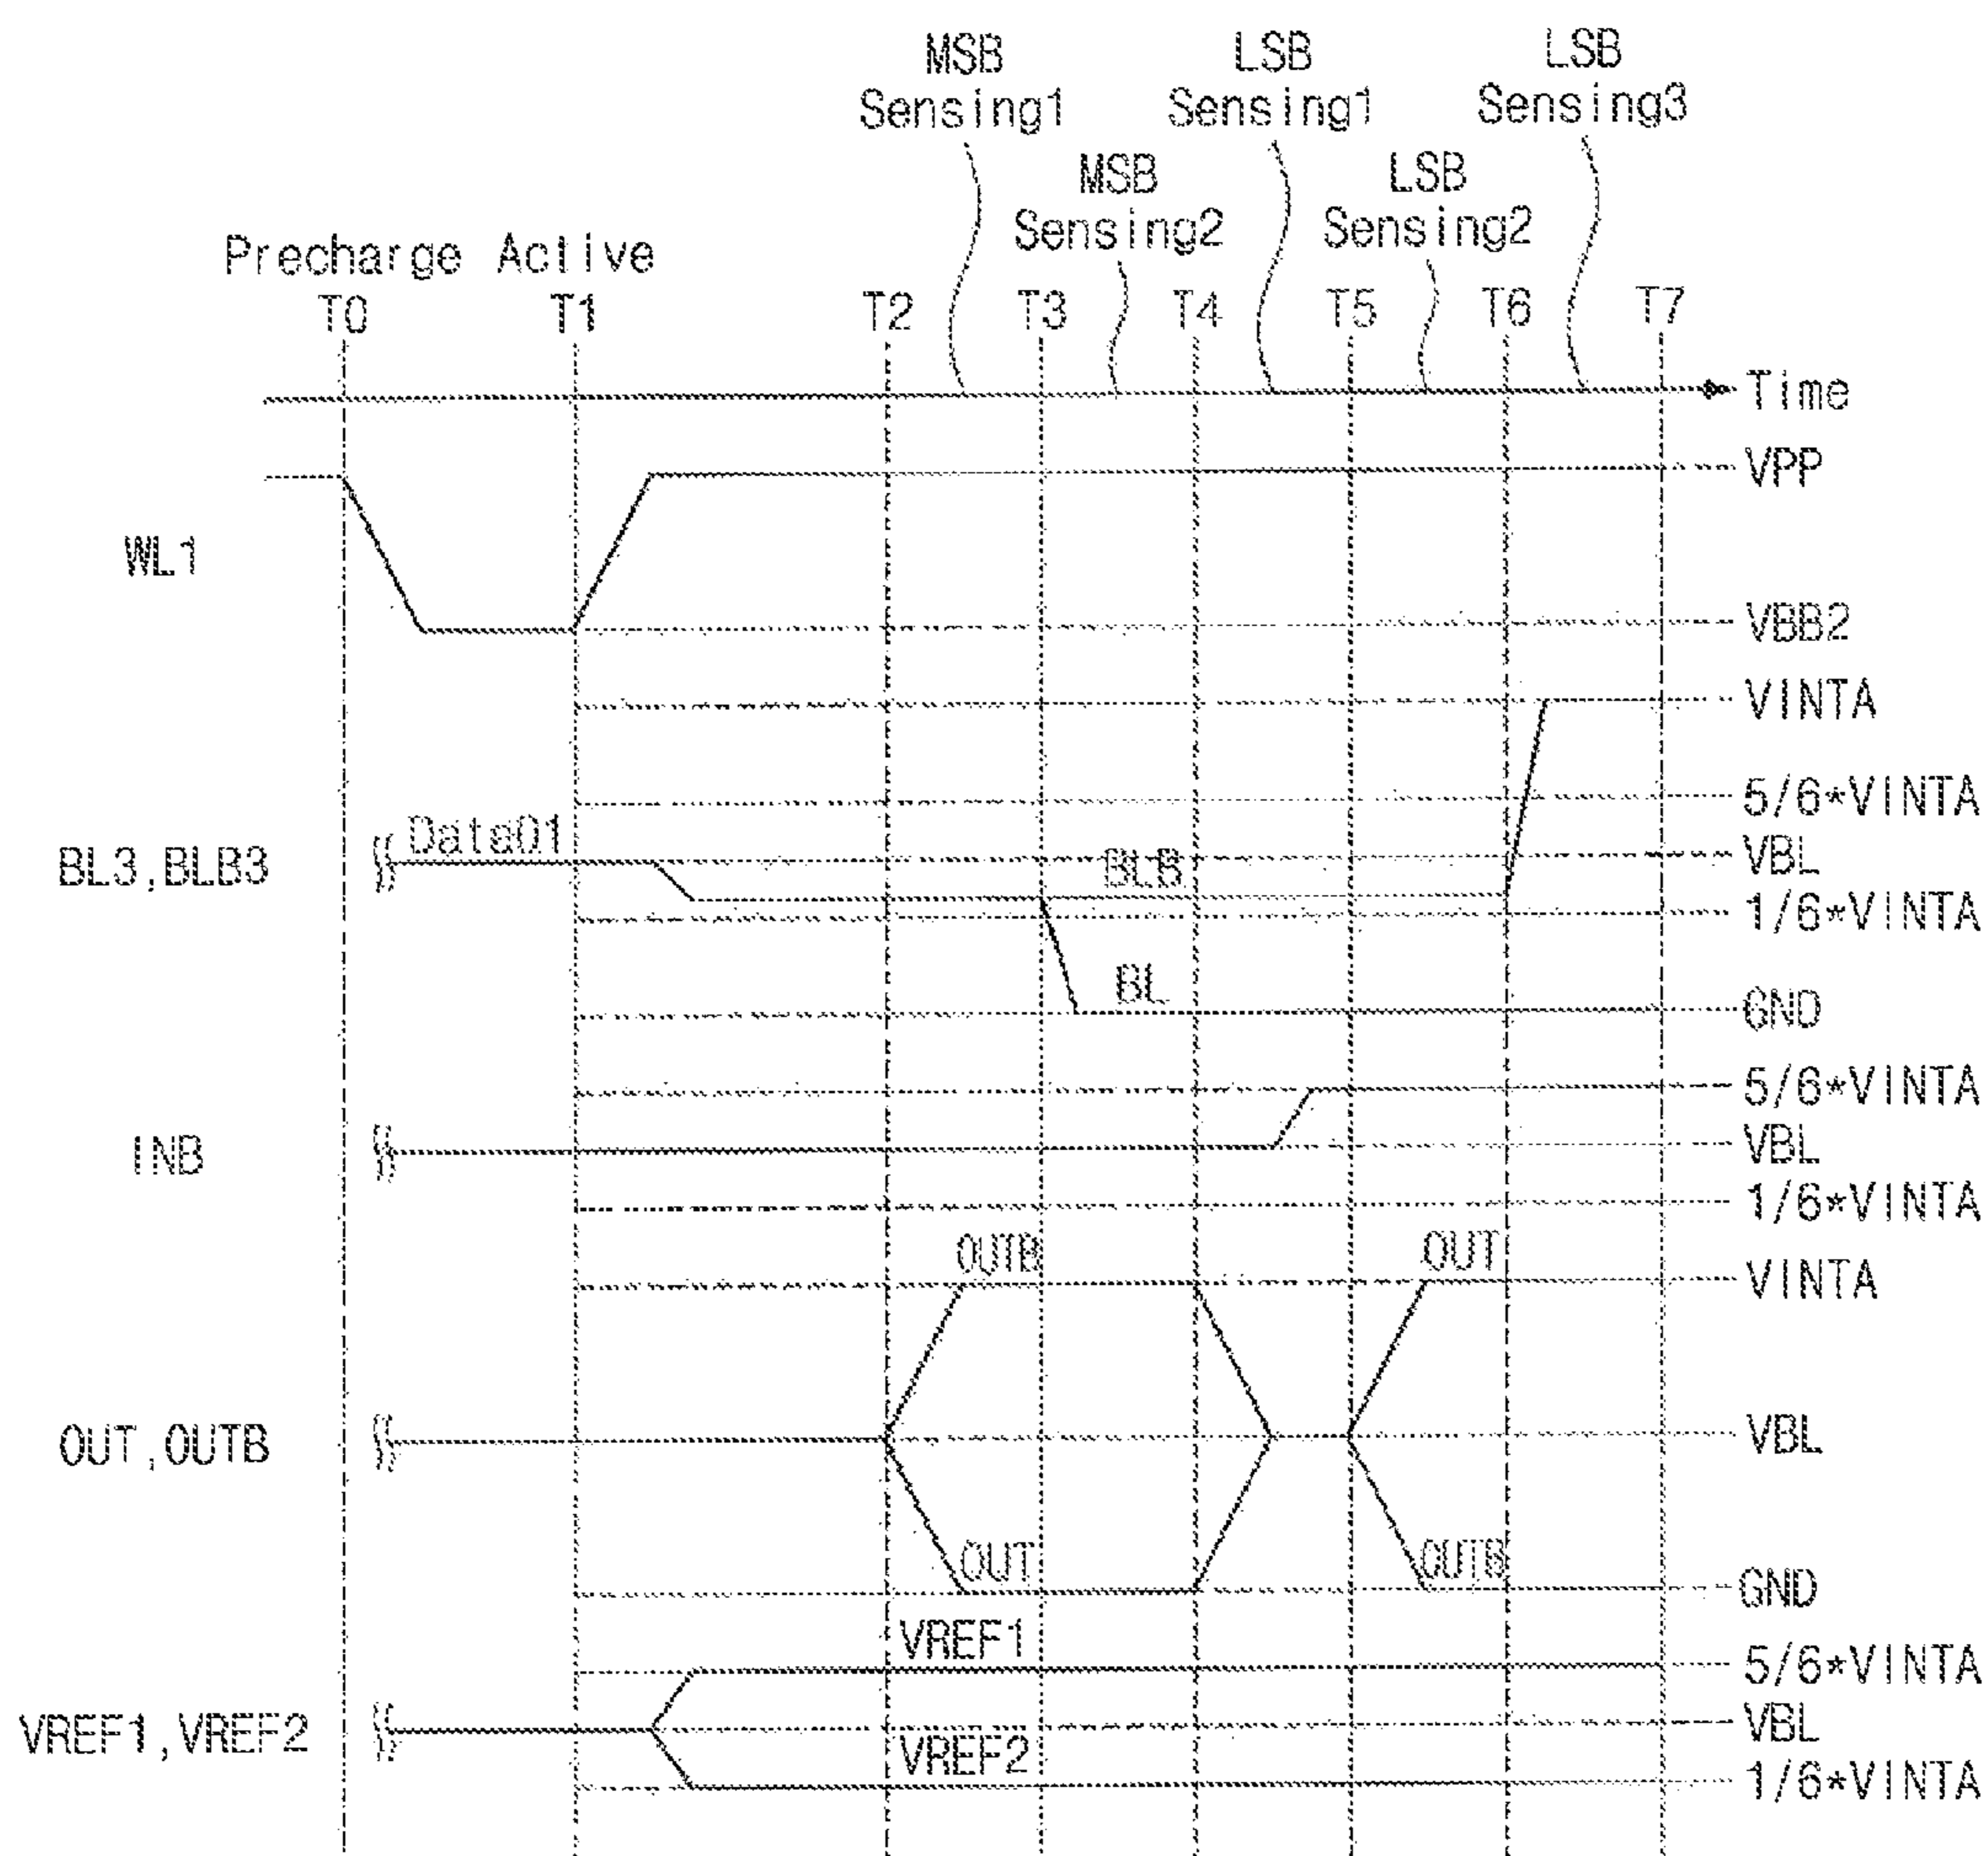 MSB
Sensing1
LSB
Sensing1
LSB
Sensing3
MSB
Sensing2
LSB
Sensing2
Precharge Active
T0 T1 T2 T3 T4 T5 T6 T7
Time
WL1
VPP
VBB2
BL3,BLB3
Data01
BLB
BL
VINTA
5/6*VINTA
VBL
1/6*VINTA
GND
INB
5/6*VINTA
VBL
1/6*VINTA
OUT,OUTB
OUTB
OUT
OUT
OUTB
VINTA
VBL
GND
VREF1,VREF2
VREF1
VREF2
5/6*VINTA
VBL
1/6*VINTA